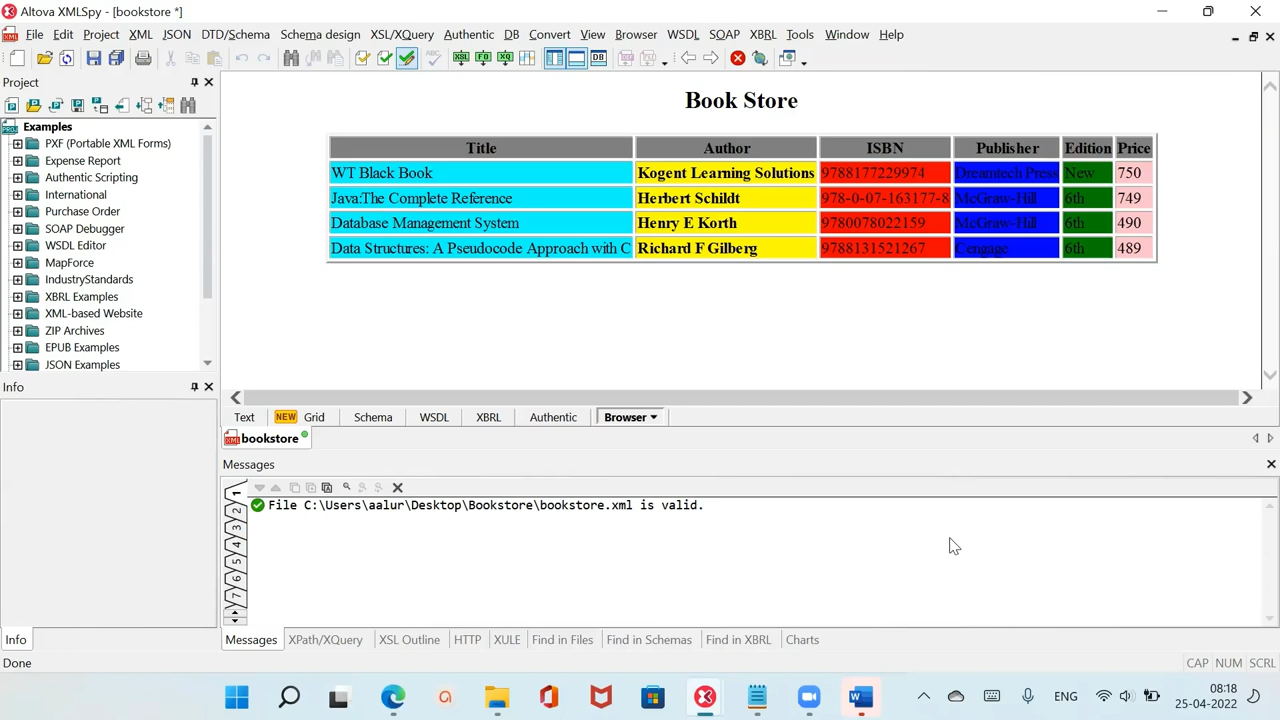 Altova XMLSpy - [bookstore *]
File Edit Project XML JSON DTD/Schema Schema design XSL/XQuery Authentic DB Convert View Browser WSDL SOAP XBRL Tools Window Help
Project
Examples
PXF (Portable XML Forms)
Expense Report
Authentic Scripting
International
Purchase Order
SOAP Debugger
WSDL Editor
MapForce
IndustryStandards
XBRL Examples
XML-based Website
ZIP Archives
EPUB Examples
JSON Examples
Info
Info
Book Store
Title Author ISBN Publisher Edition Price
WT Black Book Kogent Learning Solutions 9788177229974 Dreamtech Press New 750
Java:The Complete Reference Herbert Schildt 978-0-07-163177-8 McGraw-Hill 6th 749
Database Management System Henry E Korth 9780078022159 McGraw-Hill 6th 490
Data Structures: A Pseudocode Approach with C Richard F Gilberg 9788131521267 Cengage 6th 489
Text NEW Grid Schema WSDL XBRL Authentic Browser
XML bookstore
Messages
File C:\Users\aalur\Desktop\Bookstore\bookstore.xml is valid.
1
2
3
4
5
6
7
Messages XPath/XQuery XSL Outline HTTP XULE Find in Files Find in Schemas Find in XBRL Charts
Done CAP NUM SCRL
ENG 08:18
25-04-2022